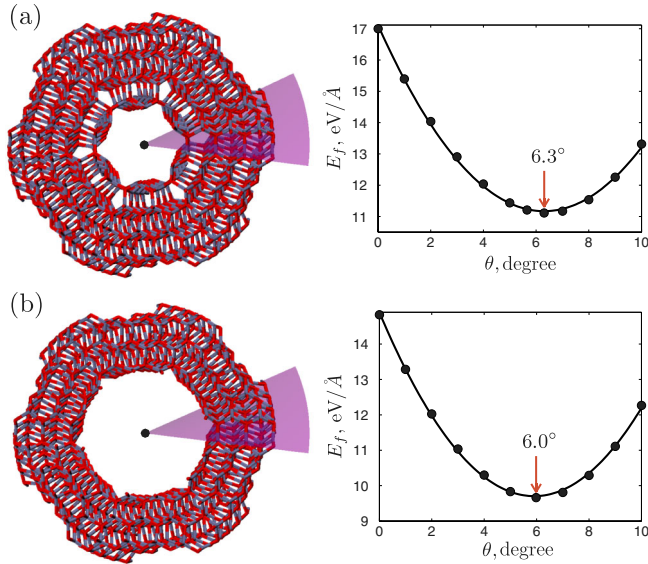 (a)
17
16
15
14
13
12
11
E_f, eV/Å
6.3°
0 2 4 6 8 10
θ, degree
(b)
14
13
12
11
10
9
E_f, eV/Å
6.0°
0 2 4 6 8 10
θ, degree